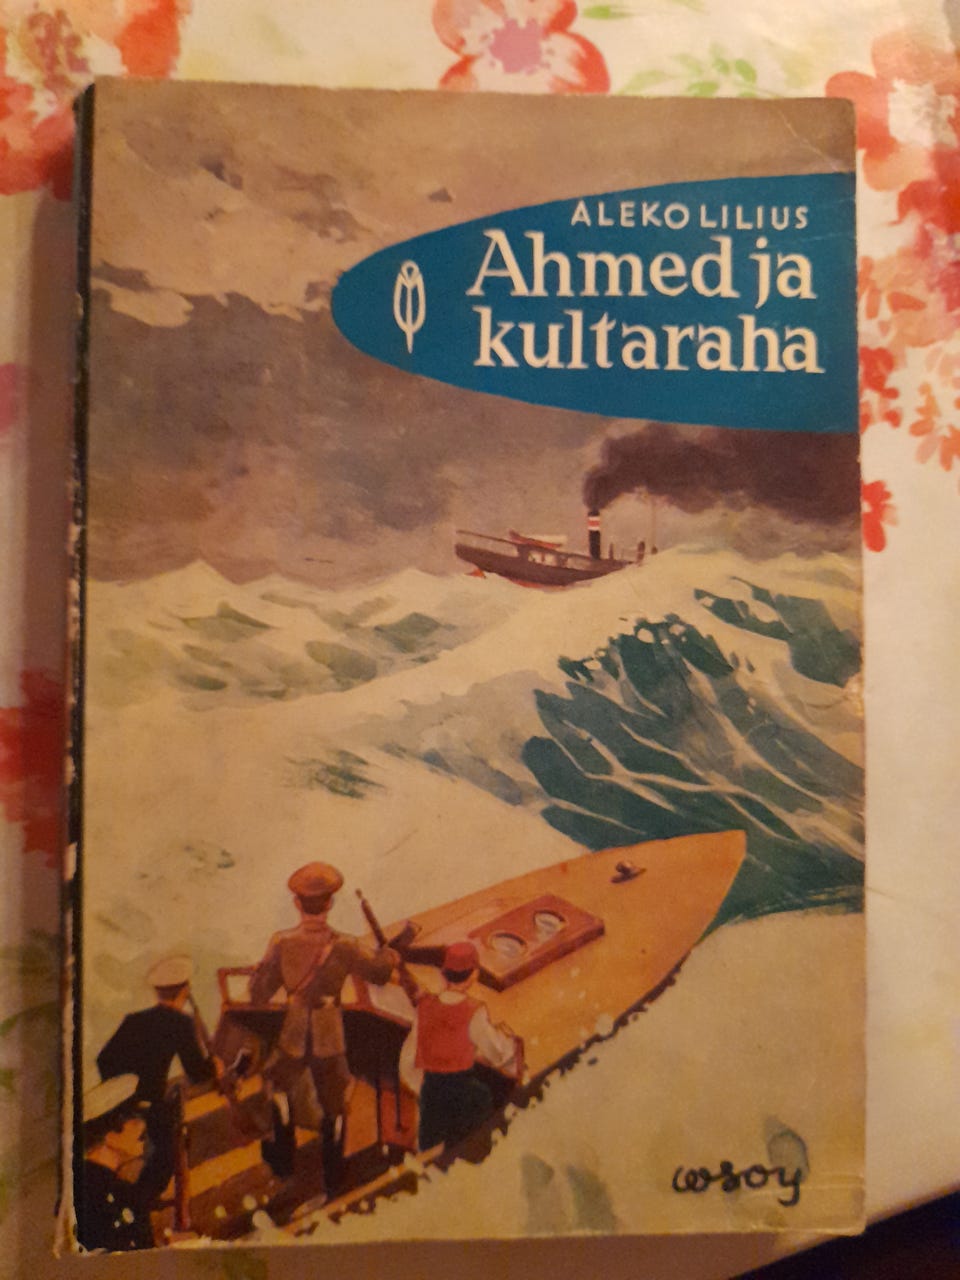 ALEKO LILIUS
Ahmed ja
kultaraha
wsoy